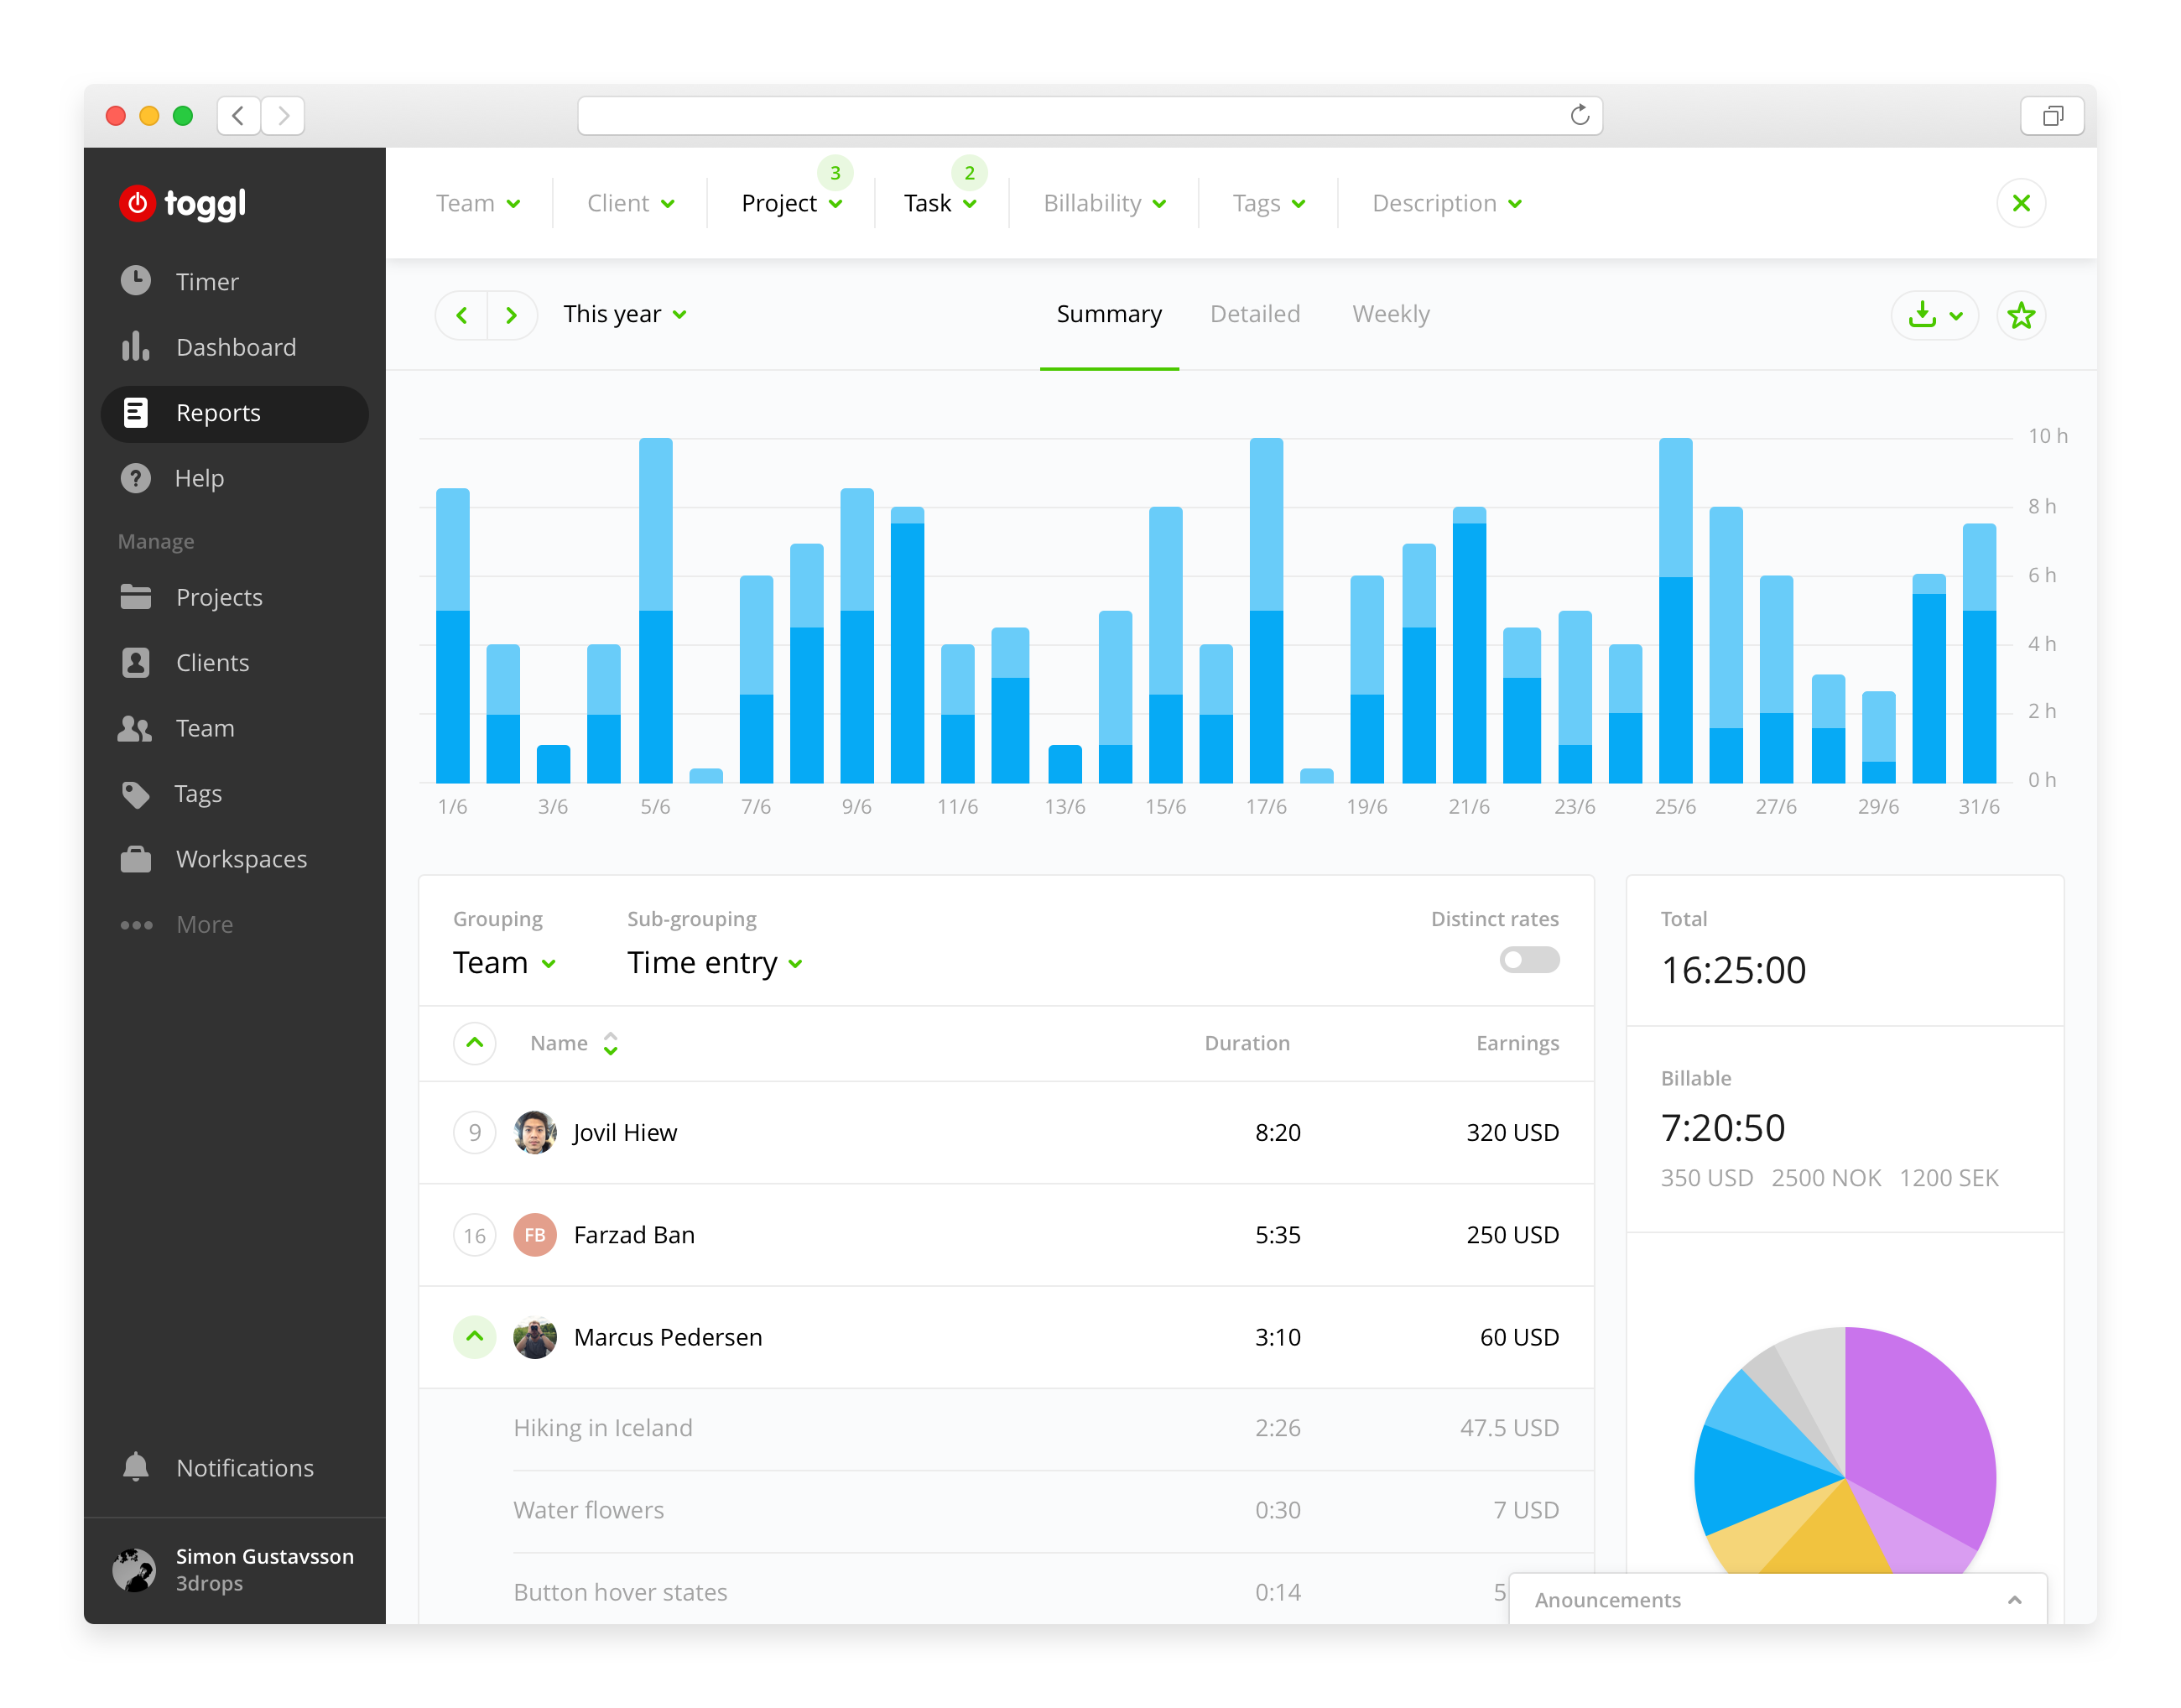 toggl
Timer
Dashboard
Reports
Help
Manage
Projects
Clients
Team
Tags
Workspaces
More
Notifications
Simon Gustavsson
3drops
Team Client Project 3 Task 2 Billability Tags Description
This year Summary Detailed Weekly
10 h
8 h
6 h
4 h
2 h
0 h
1/6 3/6 5/6 7/6 9/6 11/6 13/6 15/6 17/6 19/6 21/6 23/6 25/6 27/6 29/6 31/6
Grouping Sub-grouping Distinct rates
Team Time entry
Name Duration Earnings
9 Jovil Hiew 8:20 320 USD
16 FB Farzad Ban 5:35 250 USD
Marcus Pedersen 3:10 60 USD
Hiking in Iceland 2:26 47.5 USD
Water flowers 0:30 7 USD
Button hover states 0:14 5
Total
16:25:00
Billable
7:20:50
350 USD 2500 NOK 1200 SEK
Anouncements